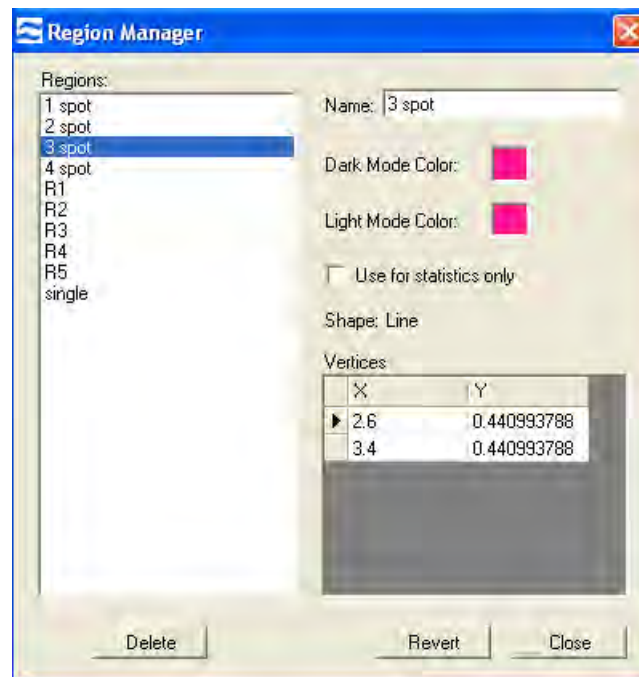 Region Manager
Regions:
1 spot
2 spot
3 spot
4 spot
R1
R2
R3
R4
R5
single
Name: 3 spot
Dark Mode Color:
Light Mode Color:
Use for statistics only
Shape: Line
Vertices
X Y
2.6 0.440993788
3.4 0.440993788
Delete Revert Close